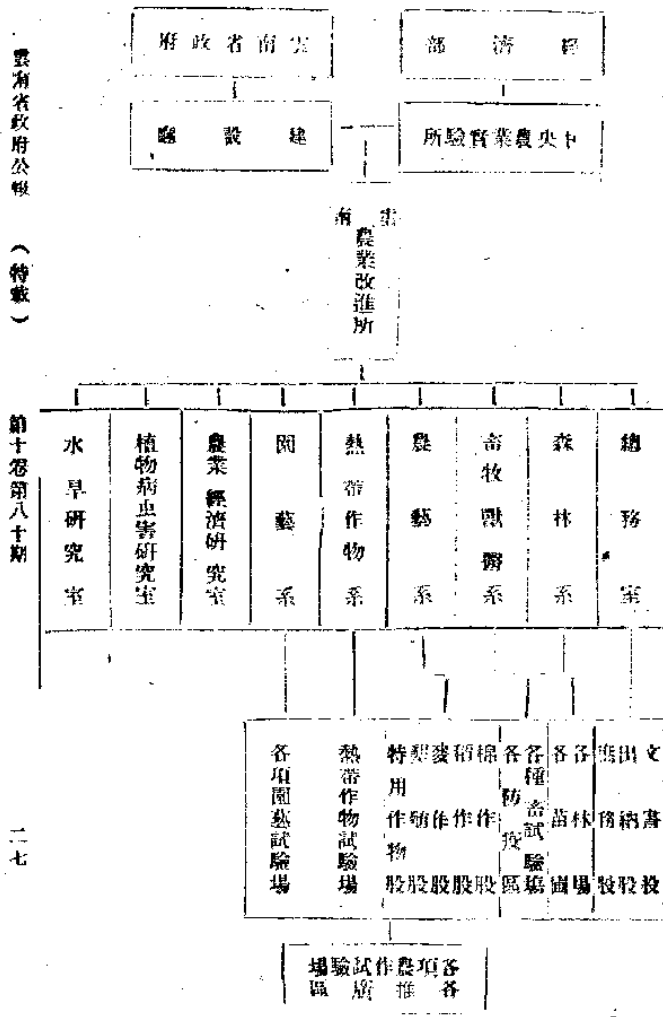 經濟部
雲南省政府
中央農業實驗所
建設廳
雲南
農業改進所
總務室
森林系
畜牧獸醫系
農藝系
熱帶作物系
園藝系
農業經濟研究室
植物病虫害研究室
水旱研究室
文書股
出納股
庶務股
各林場
各苗圃
各種畜試驗場
各防疫區
棉作股
稻作股
麥作股
股
特用作物股
熱帶作物試驗場
各項園藝試驗場
各項農作試驗場
各推廣區
雲南省政府公報
（特載）
第十卷第八十期
二七